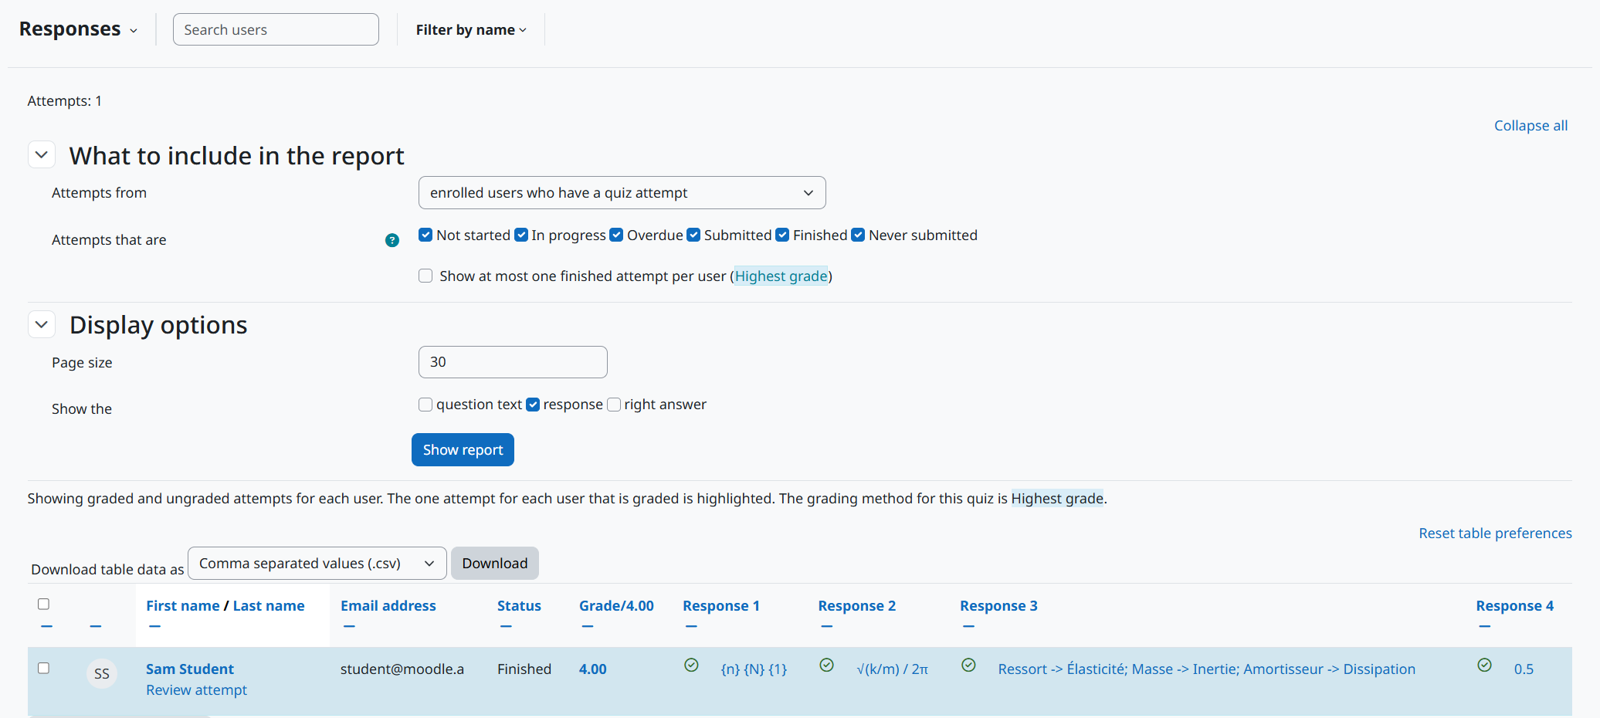 Responses
Search users
Filter by name
Attempts: 1
Collapse all
What to include in the report
Attempts from
enrolled users who have a quiz attempt
Attempts that are
?
Not started In progress Overdue Submitted Finished Never submitted
Show at most one finished attempt per user (Highest grade)
Display options
Page size
30
Show the
question text response right answer
Show report
Showing graded and ungraded attempts for each user. The one attempt for each user that is graded is highlighted. The grading method for this quiz is Highest grade.
Reset table preferences
Download table data as Comma separated values (.csv) Download
First name / Last name Email address Status Grade/4.00 Response 1 Response 2 Response 3 Response 4
SS Sam Student student@moodle.a Finished 4.00 {n} {N} {1} √(k/m) / 2π Ressort -> Élasticité; Masse -> Inertie; Amortisseur -> Dissipation 0.5
Review attempt